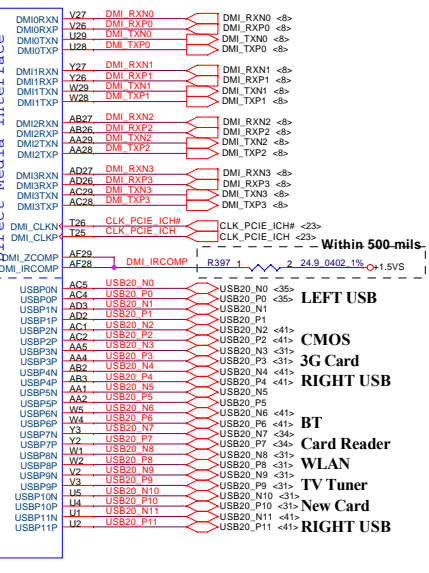 Direct Media Interface
DMI0RXN V27 DMI_RXN0 DMI_RXN0 <8>
DMI0RXP V26 DMI_RXP0 DMI_RXP0 <8>
DMI0TXN U29 DMI_TXN0 DMI_TXN0 <8>
DMI0TXP U28 DMI_TXP0 DMI_TXP0 <8>
DMI1RXN Y27 DMI_RXN1 DMI_RXN1 <8>
DMI1RXP Y26 DMI_RXP1 DMI_RXP1 <8>
DMI1TXN W29 DMI_TXN1 DMI_TXN1 <8>
DMI1TXP W28 DMI_TXP1 DMI_TXP1 <8>
DMI2RXN AB27 DMI_RXN2 DMI_RXN2 <8>
DMI2RXP AB26 DMI_RXP2 DMI_RXP2 <8>
DMI2TXN AA29 DMI_TXN2 DMI_TXN2 <8>
DMI2TXP AA28 DMI_TXP2 DMI_TXP2 <8>
DMI3RXN AD27 DMI_RXN3 DMI_RXN3 <8>
DMI3RXP AD26 DMI_RXP3 DMI_RXP3 <8>
DMI3TXN AC29 DMI_TXN3 DMI_TXN3 <8>
DMI3TXP AC28 DMI_TXP3 DMI_TXP3 <8>
DMI_CLKN T26 CLK_PCIE_ICH# CLK_PCIE_ICH# <23>
DMI_CLKP T25 CLK_PCIE_ICH CLK_PCIE_ICH <23>
Within 500 mils
DMI_ZCOMP AF29
DMI_IRCOMP AF28 DMI_IRCOMP R397 1 2 24.9_0402_1% +1.5VS
USBP0N AC5 USB20_N0 USB20_N0 <35>
USBP0P AC4 USB20_P0 USB20_P0 <35> LEFT USB
USBP1N AD3 USB20_N1 USB20_N1
USBP1P AD2 USB20_P1 USB20_P1
USBP2N AC1 USB20_N2 USB20_N2 <41>
USBP2P AC2 USB20_P2 USB20_P2 <41> CMOS
USBP3N AA5 USB20_N3 USB20_N3 <31>
USBP3P AA4 USB20_P3 USB20_P3 <31> 3G Card
USBP4N AB2 USB20_N4 USB20_N4 <41>
USBP4P AB3 USB20_P4 USB20_P4 <41> RIGHT USB
USBP5N AA1 USB20_N5 USB20_N5
USBP5P AA2 USB20_P5 USB20_P5
USBP6N W5 USB20_N6 USB20_N6 <41>
USBP6P W4 USB20_P6 USB20_P6 <41> BT
USBP7N Y3 USB20_N7 USB20_N7 <34>
USBP7P Y2 USB20_P7 USB20_P7 <34> Card Reader
USBP8N W1 USB20_N8 USB20_N8 <31>
USBP8P W2 USB20_P8 USB20_P8 <31> WLAN
USBP9N V2 USB20_N9 USB20_N9 <31>
USBP9P V3 USB20_P9 USB20_P9 <31> TV Tuner
USBP10N U5 USB20_N10 USB20_N10 <31>
USBP10P U4 USB20_P10 USB20_P10 <31> New Card
USBP11N U1 USB20_N11 USB20_N11 <41>
USBP11P U2 USB20_P11 USB20_P11 <41> RIGHT USB